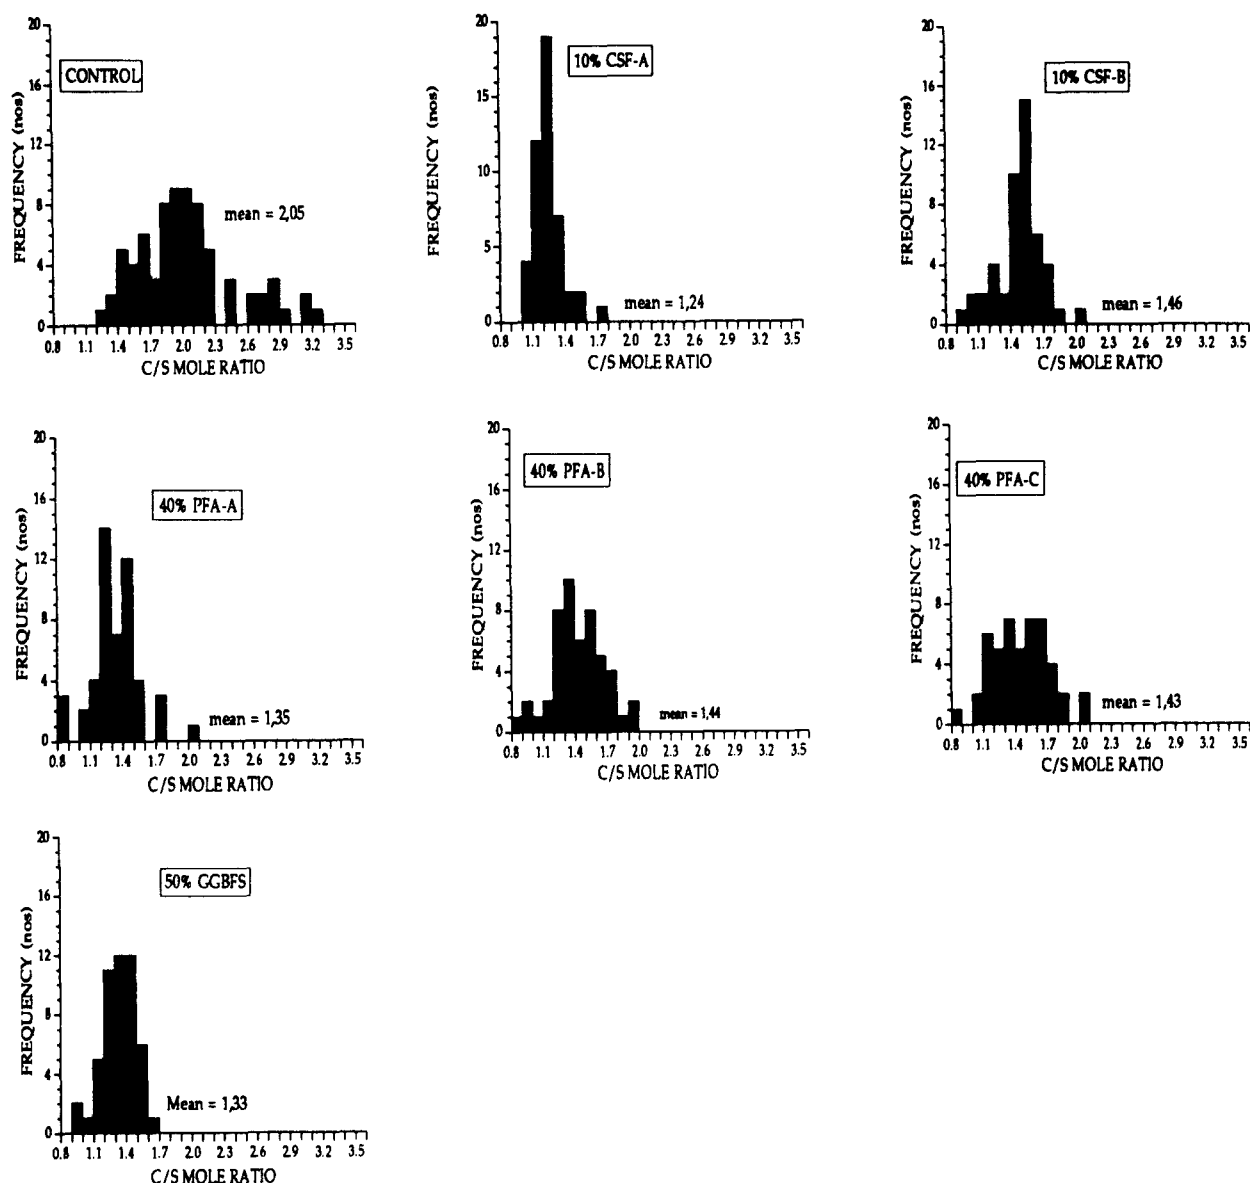 20
16
12
8
4
0
FREQUENCY (nos)
CONTROL
mean = 2,05
0.8 1.1 1.4 1.7 2.0 2.3 2.6 2.9 3.2 3.5
C/S MOLE RATIO
20
15
10
5
0
FREQUENCY (nos)
10% CSF-A
mean = 1,24
0.8 1.1 1.4 1.7 2.0 2.3 2.6 2.9 3.2 3.5
C/S MOLE RATIO
20
16
12
8
4
0
FREQUENCY (nos)
10% CSF-B
mean = 1,46
0.8 1.1 1.4 1.7 2.0 2.3 2.6 2.9 3.2 3.5
C/S MOLE RATIO
20
16
12
8
4
0
FREQUENCY (nos)
40% PFA-A
mean = 1,35
0.8 1.1 1.4 1.7 2.0 2.3 2.6 2.9 3.2 3.5
C/S MOLE RATIO
20
16
12
8
4
0
FREQUENCY (nos)
40% PFA-B
mean = 1,44
0.8 1.1 1.4 1.7 2.0 2.3 2.6 2.9 3.2 3.5
C/S MOLE RATIO
20
16
12
8
4
0
FREQUENCY (nos)
40% PFA-C
mean = 1,43
0.8 1.1 1.4 1.7 2.0 2.3 2.6 2.9 3.2 3.5
C/S MOLE RATIO
20
16
12
8
4
0
FREQUENCY (nos)
50% GGBFS
Mean = 1,33
0.8 1.1 1.4 1.7 2.0 2.3 2.6 2.9 3.2 3.5
C/S MOLE RATIO